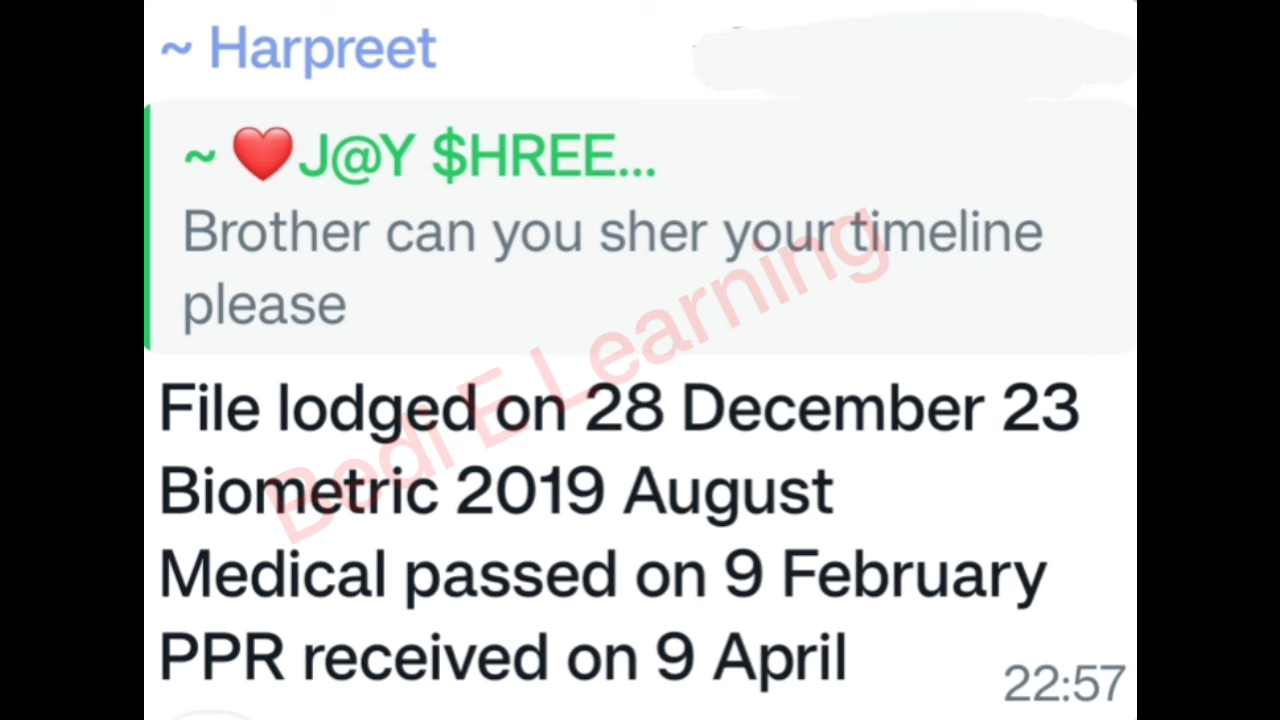 ~ Harpreet
~ ❤️J@Y $HREE...
Brother can you sher your timeline
please
File lodged on 28 December 23
Biometric 2019 August
Medical passed on 9 February
PPR received on 9 April
22:57
Bedi E Learning